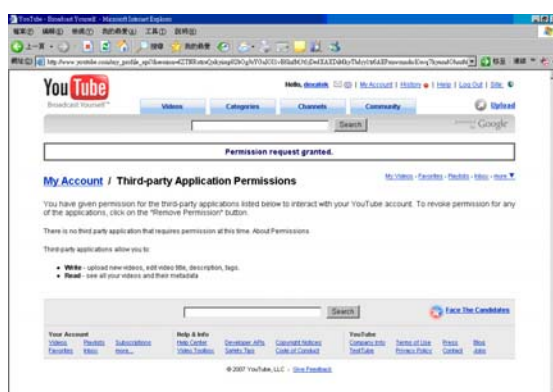 YouTube - Broadcast Yourself - Microsoft Internet Explorer
You Tube
Broadcast Yourself™
Hello, | My Account | History | Help | Log Out | Site:
Videos Categories Channels Community
Upload
Search
Google
Permission request granted.
My Account / Third-party Application Permissions
My Videos - Favorites - Playlists - Inbox - more
You have given permission for the third-party applications listed below to interact with your YouTube account. To revoke permission for any
of the applications, click on the "Remove Permission" button.
There is no third party application that requires permission at this time. About Permissions
Third-party applications allow you to:
Write - upload new videos, edit video title, description, tags.
Read - see all your videos and their metadata
Search
Face The Candidates
Your Account Help & Info YouTube
Videos Playlists Subscriptions Help Center Developer APIs Copyright Notices Company Info Terms of Use Press Blog
Favorites Inbox more... Video Toolbox Safety Tips Code of Conduct TestTube Privacy Policy Contact Jobs
© 2007 YouTube, LLC - Give Feedback